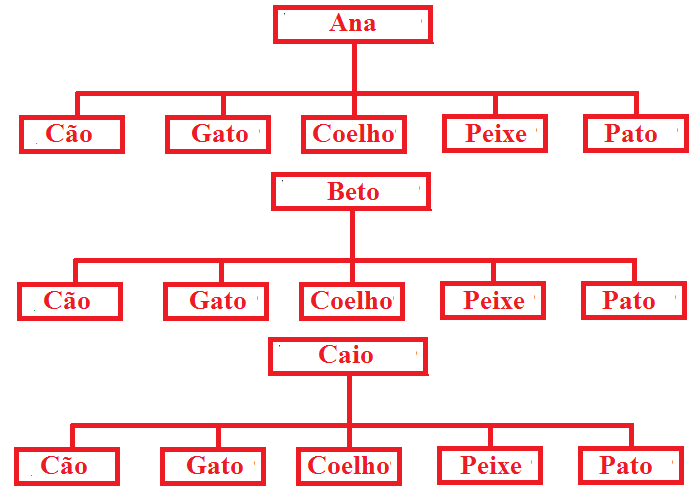 Ana
Cão Gato Coelho Peixe Pato
Beto
Cão Gato Coelho Peixe Pato
Caio
Cão Gato Coelho Peixe Pato